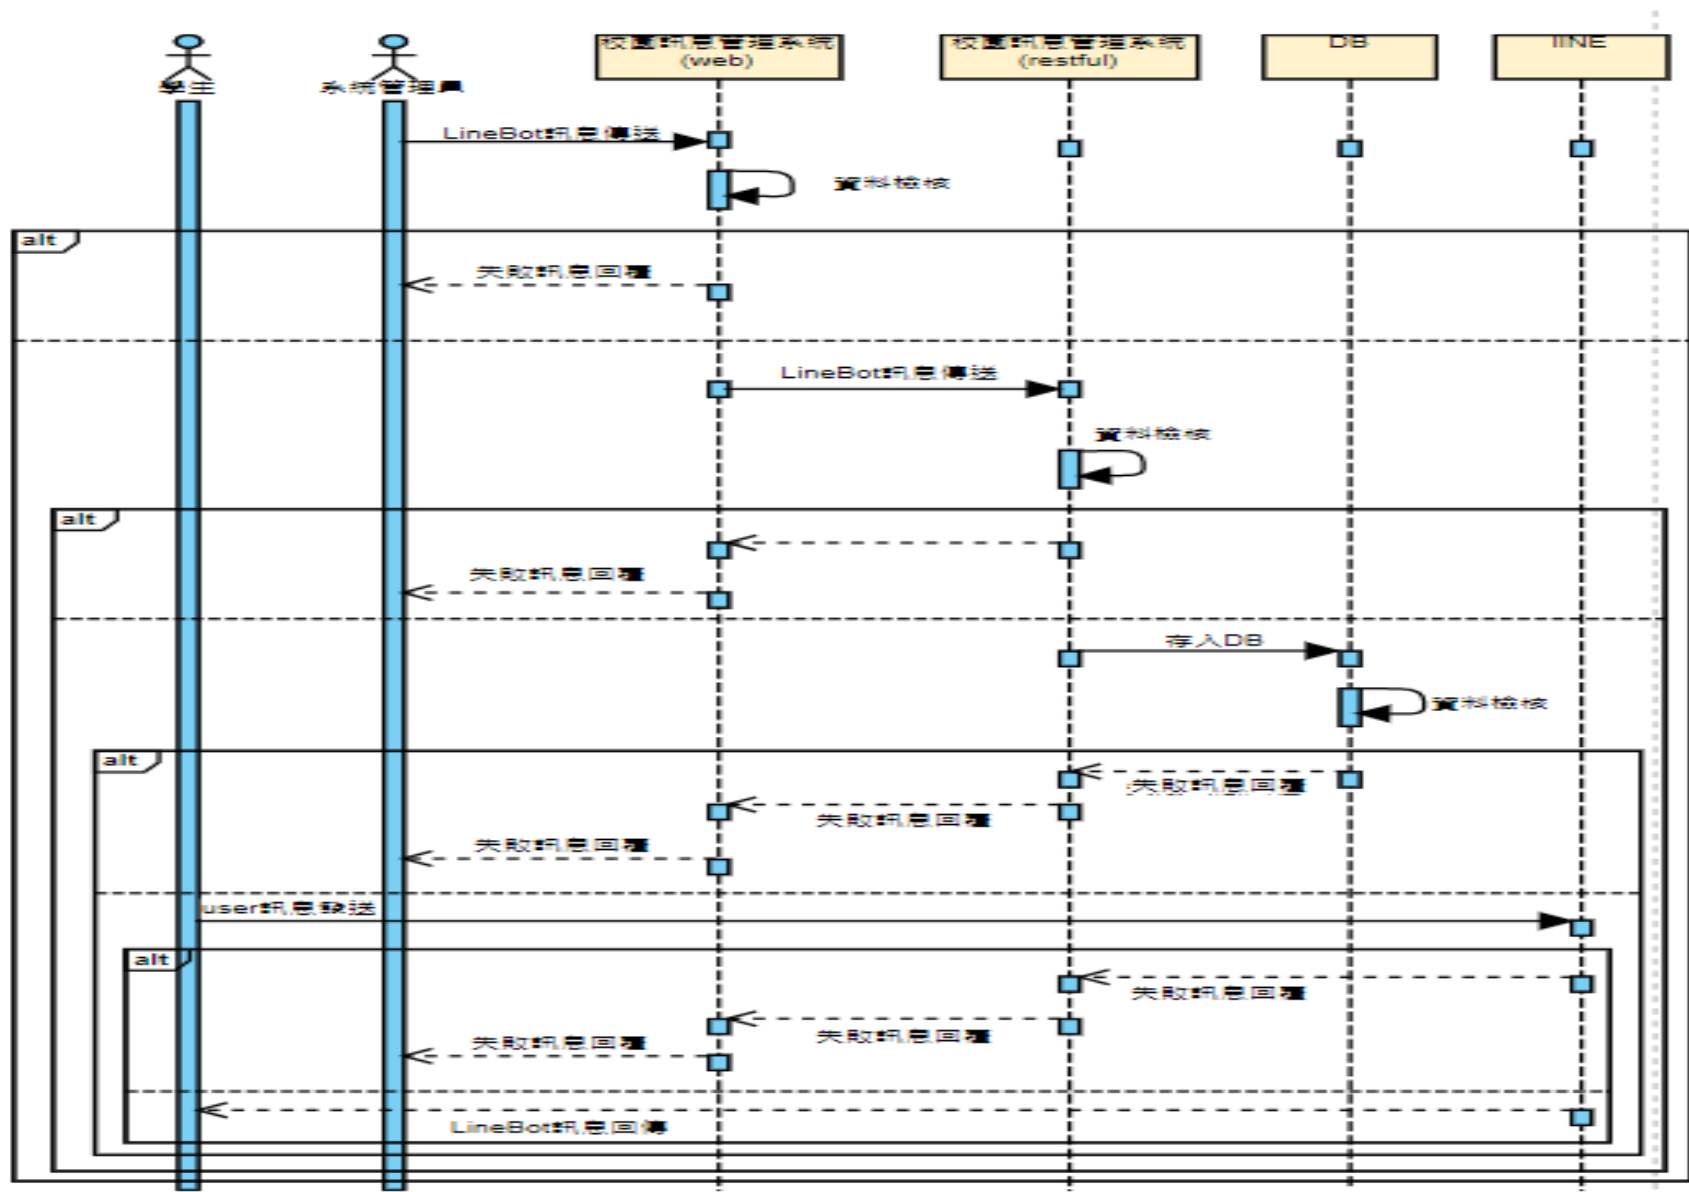 學生
系統管理員
校園訊息管理系統
(web)
校園訊息管理系統
(restful)
DB
lINE
LineBot訊息傳送
資料檢核
alt
失敗訊息回覆
LineBot訊息傳送
資料檢核
alt
失敗訊息回覆
存入DB
資料檢核
alt
失敗訊息回覆
失敗訊息回覆
失敗訊息回覆
user訊息發送
alt
失敗訊息回覆
失敗訊息回覆
失敗訊息回覆
LineBot訊息回傳